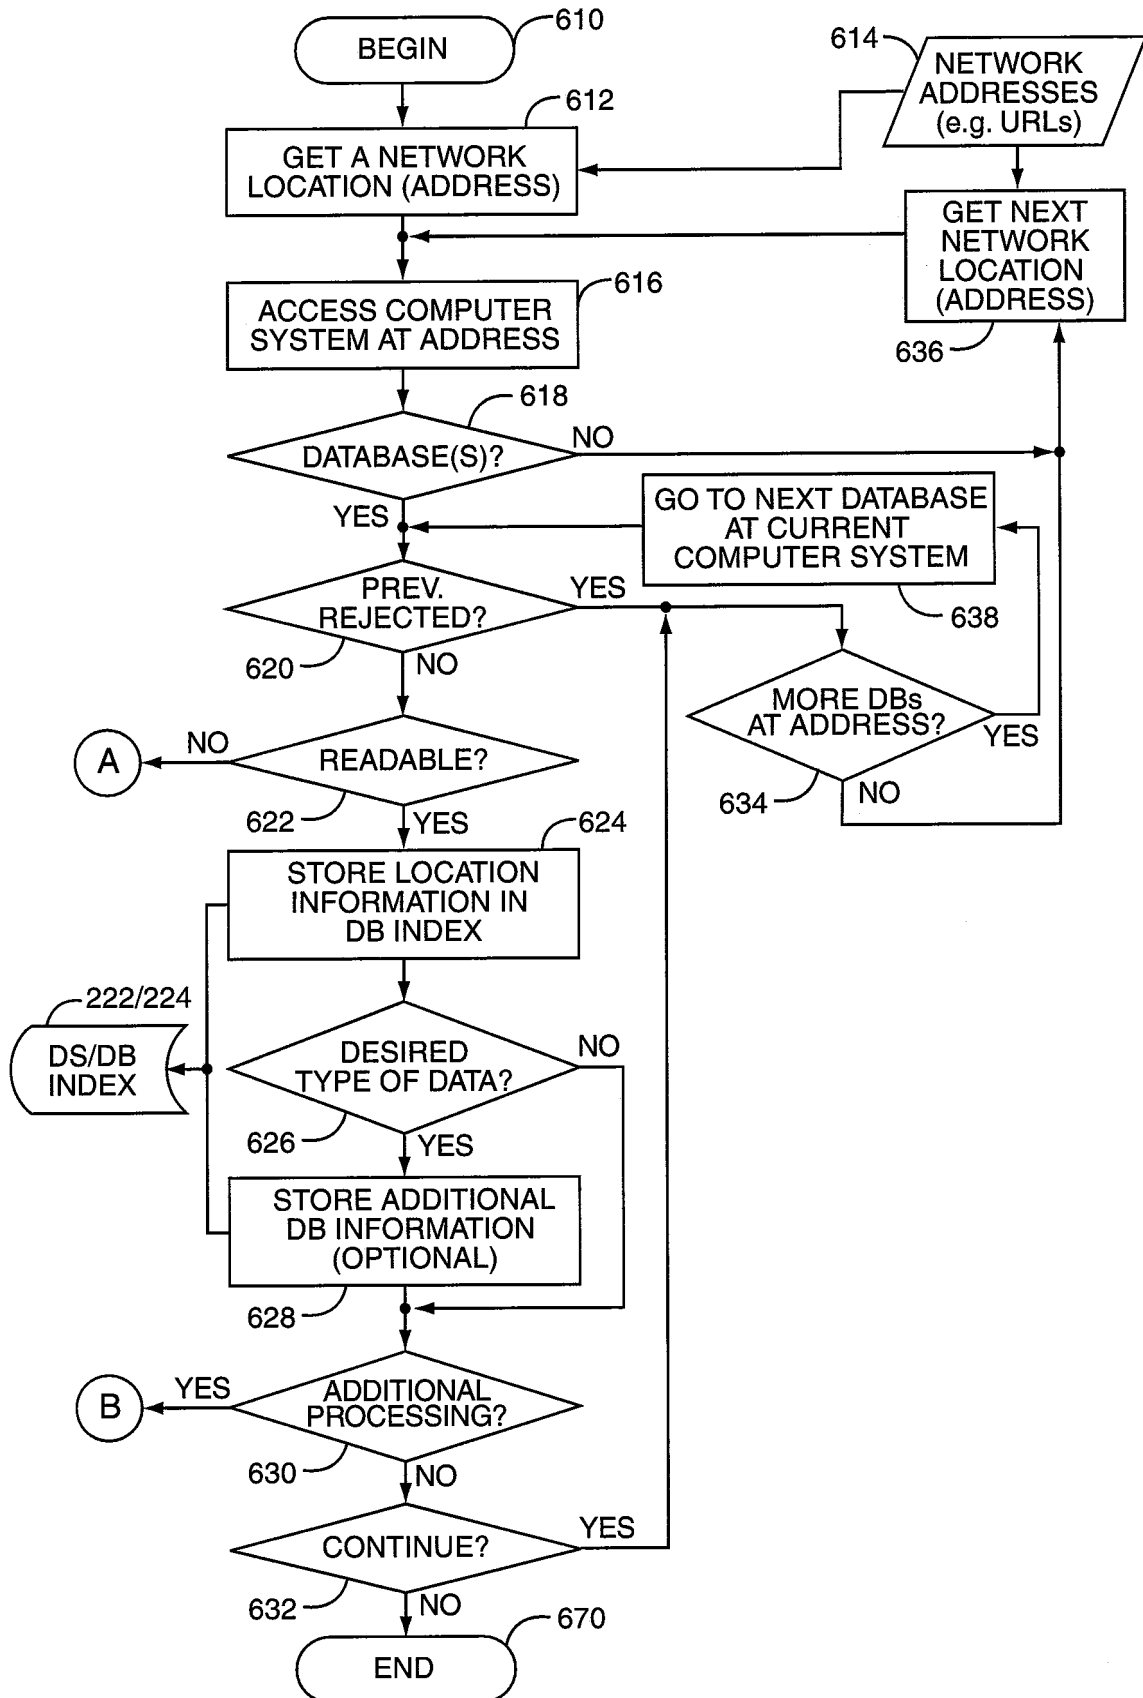 610
BEGIN
614
NETWORK
ADDRESSES
(e.g. URLs)
612
GET A NETWORK
LOCATION (ADDRESS)
GET NEXT
NETWORK
LOCATION
(ADDRESS)
636
616
ACCESS COMPUTER
SYSTEM AT ADDRESS
618
DATABASE(S)?
NO
YES
GO TO NEXT DATABASE
AT CURRENT
COMPUTER SYSTEM
638
PREV.
REJECTED?
YES
620
NO
MORE DBs
AT ADDRESS?
YES
634
NO
A
NO
READABLE?
622
YES
624
STORE LOCATION
INFORMATION IN
DB INDEX
222/224
DS/DB
INDEX
DESIRED
TYPE OF DATA?
NO
626
YES
STORE ADDITIONAL
DB INFORMATION
(OPTIONAL)
628
B
YES
ADDITIONAL
PROCESSING?
630
NO
CONTINUE?
YES
632
NO
670
END